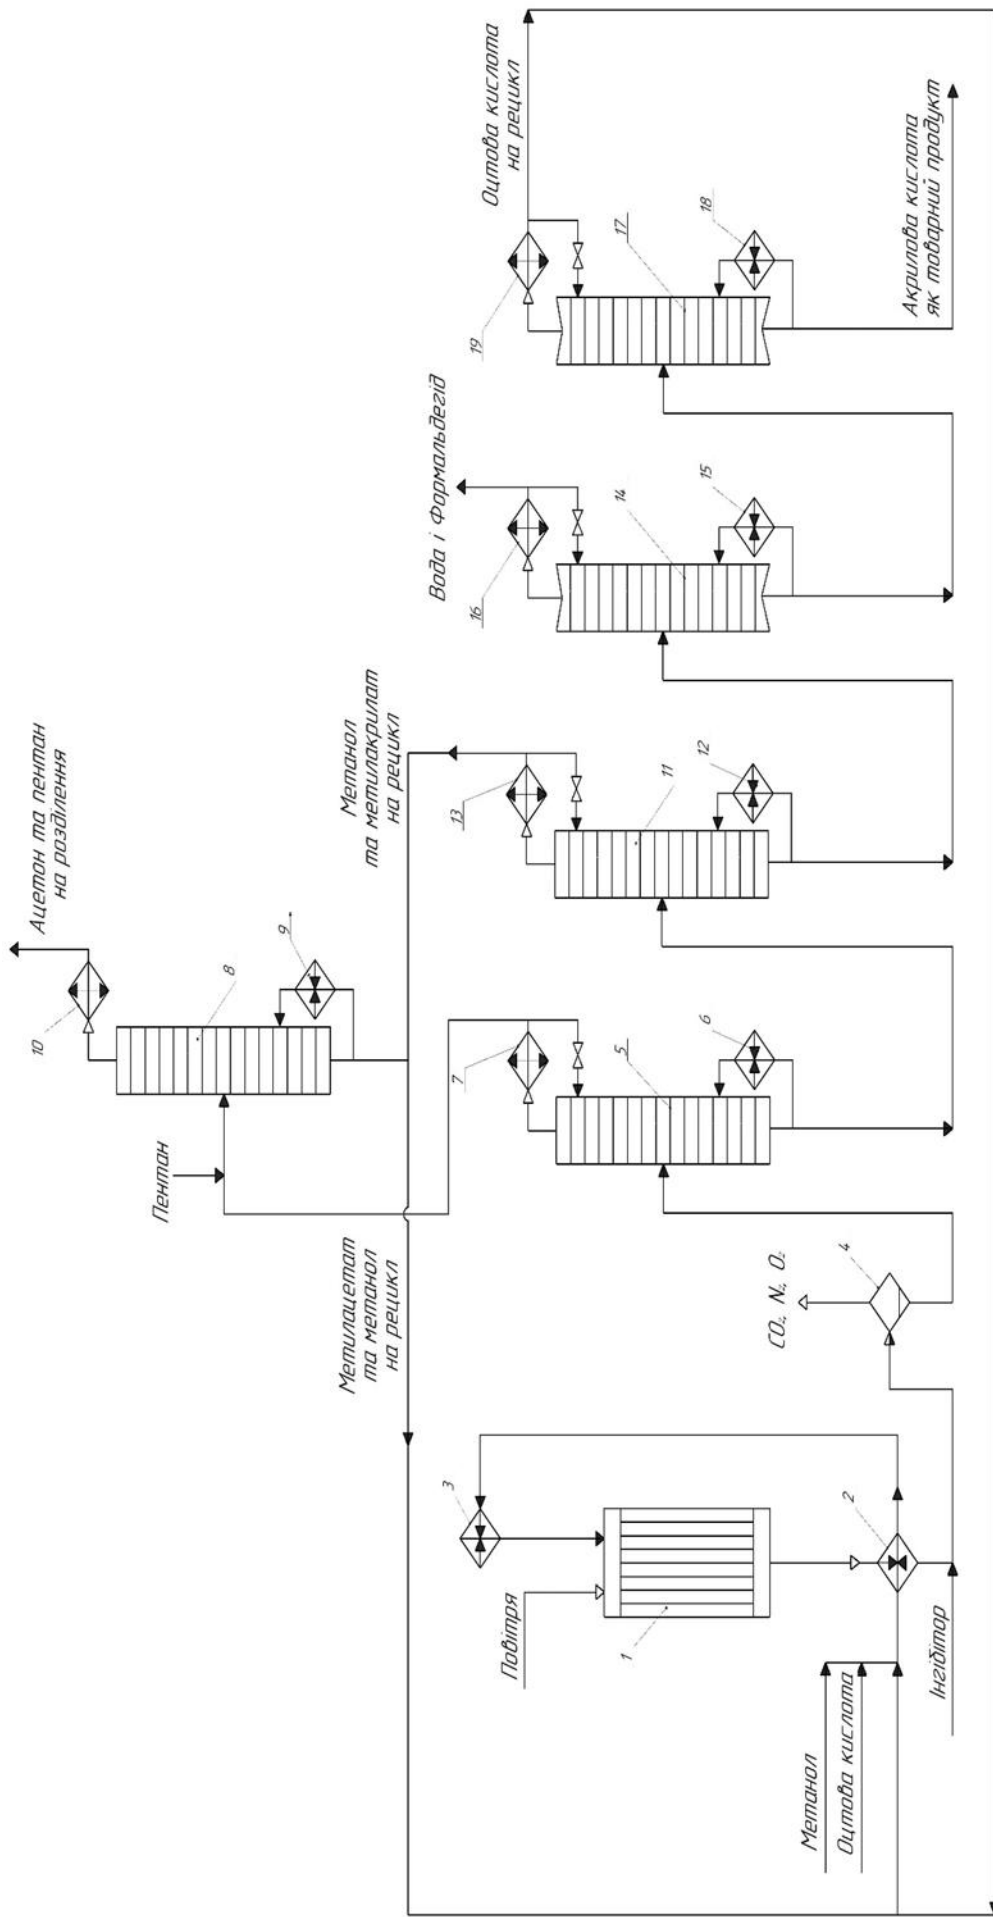 Ацетон та пентан
на розділення
10
8
9
Пентан
Метилацетат
та метанол
на рецикл
Метанол
та метилакрилат
на рецикл
Вода і Формальдегід
Оцтова кислота
на рецикл
3
7
13
16
19
Повітря
1
5
11
14
17
6
12
15
18
CO₂, N₂, O₂
4
2
Метанол
Оцтова кислота
Інгібітор
Акрилова кислота
як товарний продукт